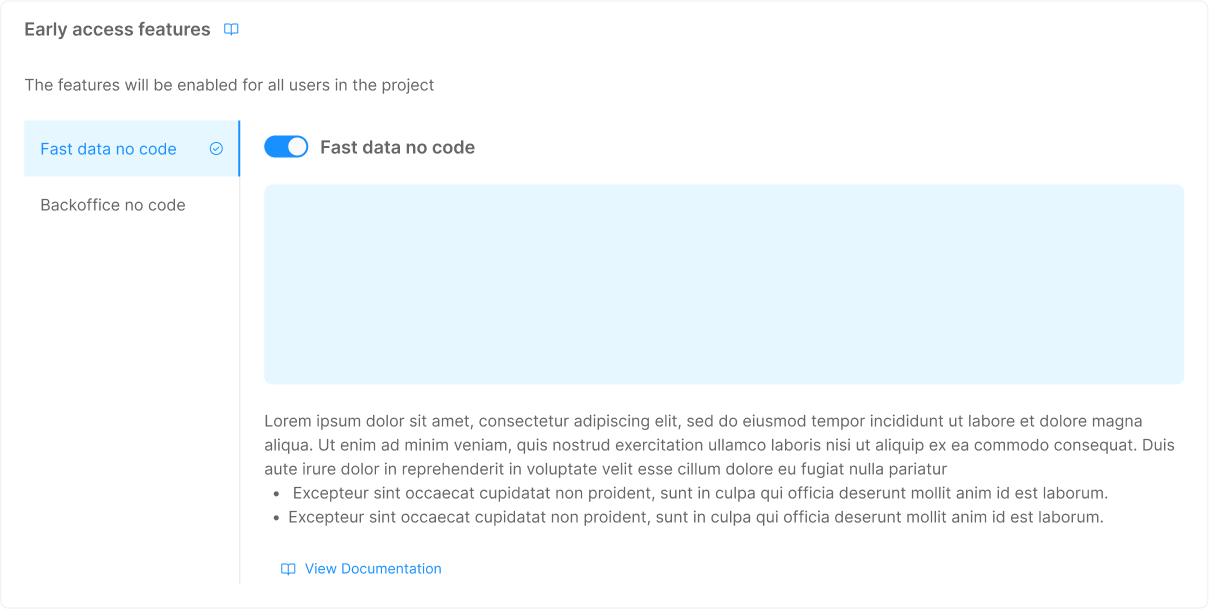 Early access features
The features will be enabled for all users in the project
Fast data no code
Backoffice no code
Fast data no code
Lorem ipsum dolor sit amet, consectetur adipiscing elit, sed do eiusmod tempor incididunt ut labore et dolore magna
aliqua. Ut enim ad minim veniam, quis nostrud exercitation ullamco laboris nisi ut aliquip ex ea commodo consequat. Duis
aute irure dolor in reprehenderit in voluptate velit esse cillum dolore eu fugiat nulla pariatur
• Excepteur sint occaecat cupidatat non proident, sunt in culpa qui officia deserunt mollit anim id est laborum.
• Excepteur sint occaecat cupidatat non proident, sunt in culpa qui officia deserunt mollit anim id est laborum.
View Documentation